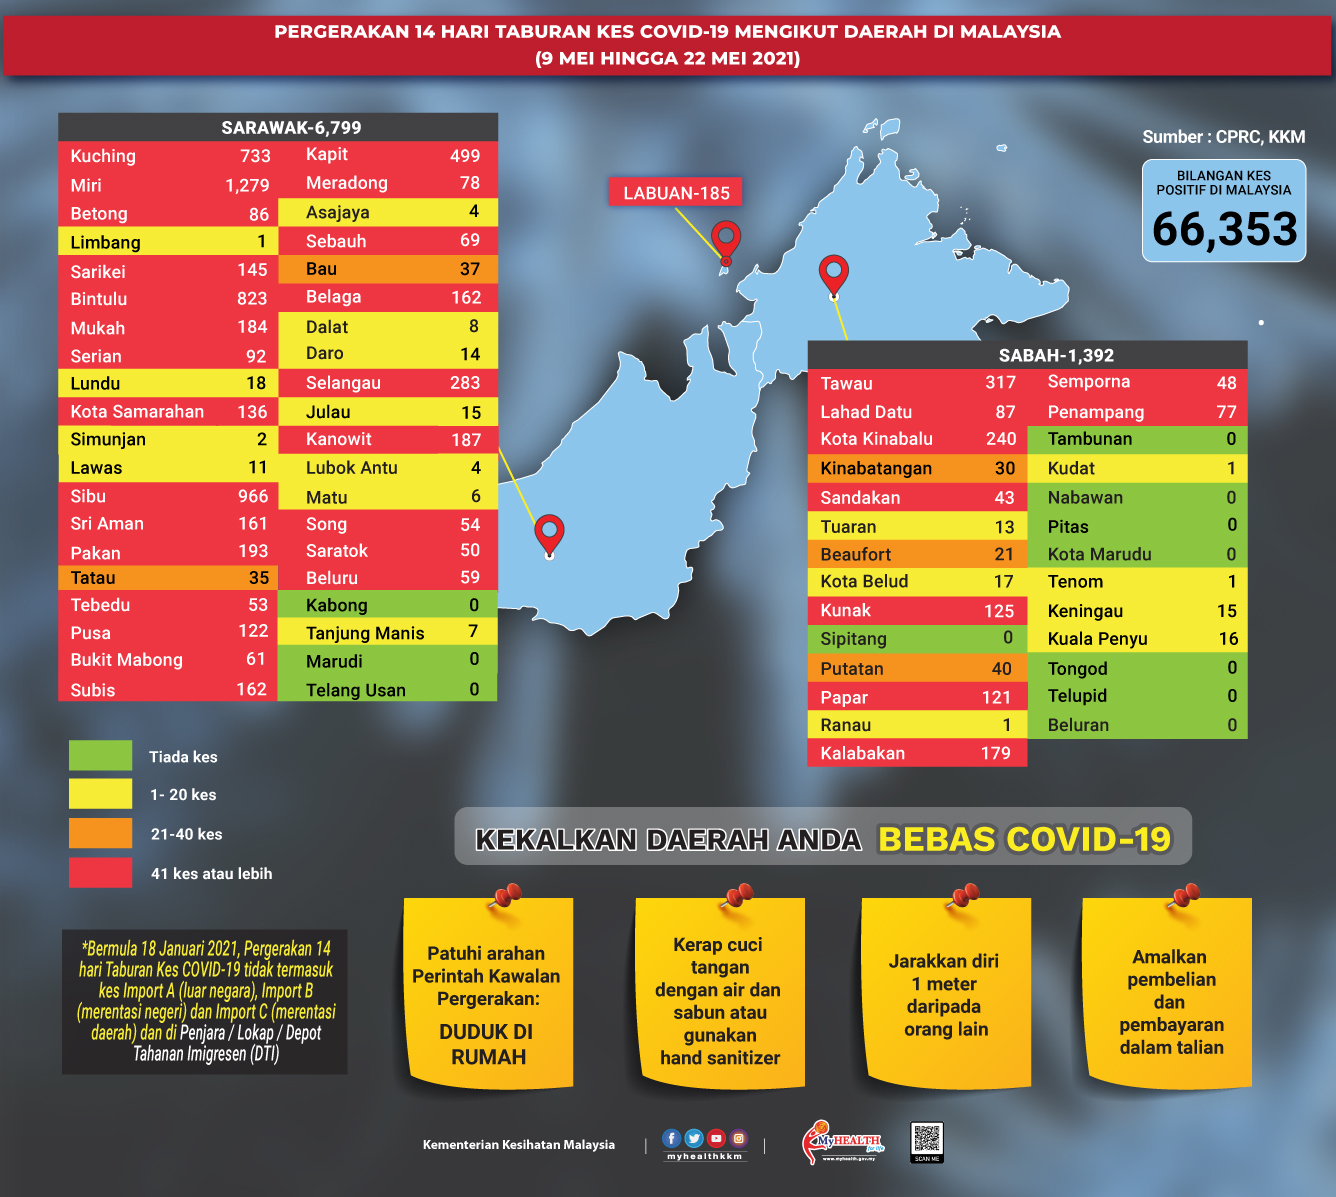 PERGERAKAN 14 HARI TABURAN KES COVID-19 MENGIKUT DAERAH DI MALAYSIA
(9 MEI HINGGA 22 MEI 2021)
SARAWAK-6,799
Kuching 733 Kapit 499
Miri 1,279 Meradong 78
Betong 86 Asajaya 4
Limbang 1 Sebauh 69
Sarikei 145 Bau 37
Bintulu 823 Belaga 162
Mukah 184 Dalat 8
Serian 92 Daro 14
Lundu 18 Selangau 283
Kota Samarahan 136 Julau 15
Simunjan 2 Kanowit 187
Lawas 11 Lubok Antu 4
Sibu 966 Matu 6
Sri Aman 161 Song 54
Pakan 193 Saratok 50
Tatau 35 Beluru 59
Tebedu 53 Kabong 0
Pusa 122 Tanjung Manis 7
Bukit Mabong 61 Marudi 0
Subis 162 Telang Usan 0
LABUAN-185
Sumber : CPRC, KKM
BILANGAN KES
POSITIF DI MALAYSIA
66,353
SABAH-1,392
Tawau 317 Semporna 48
Lahad Datu 87 Penampang 77
Kota Kinabalu 240 Tambunan 0
Kinabatangan 30 Kudat 1
Sandakan 43 Nabawan 0
Tuaran 13 Pitas 0
Beaufort 21 Kota Marudu 0
Kota Belud 17 Tenom 1
Kunak 125 Keningau 15
Sipitang 0 Kuala Penyu 16
Putatan 40 Tongod 0
Papar 121 Telupid 0
Ranau 1 Beluran 0
Kalabakan 179
Tiada kes
1- 20 kes
21-40 kes
41 kes atau lebih
*Bermula 18 Januari 2021, Pergerakan 14
hari Taburan Kes COVID-19 tidak termasuk
kes Import A (luar negara), Import B
(merentasi negeri) dan Import C (merentasi
daerah) dan di Penjara / Lokap / Depot
Tahanan Imigresen (DTI)
KEKALKAN DAERAH ANDA BEBAS COVID-19
Patuhi arahan
Perintah Kawalan
Pergerakan:
DUDUK DI
RUMAH
Kerap cuci
tangan
dengan air dan
sabun atau
gunakan
hand sanitizer
Jarakkan diri
1 meter
daripada
orang lain
Amalkan
pembelian
dan
pembayaran
dalam talian
Kementerian Kesihatan Malaysia
myhealthkkm
MyHEALTH
for life
www.myhealth.gov.my
SCAN ME